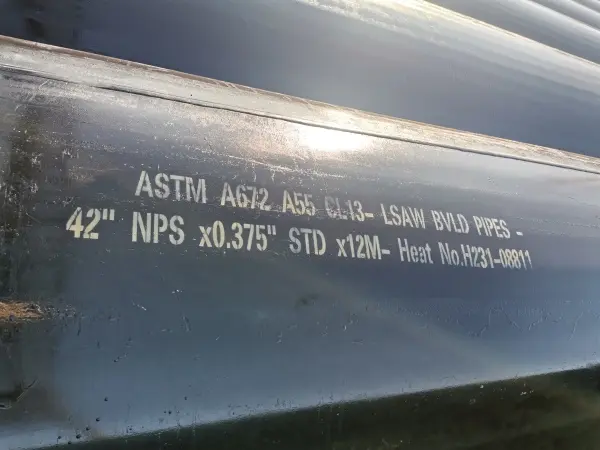 ASTM A672 A55 CL13- LSAW BVLD PIPES -
42" NPS x0.375" STD x12M- Heat No.H231-08811